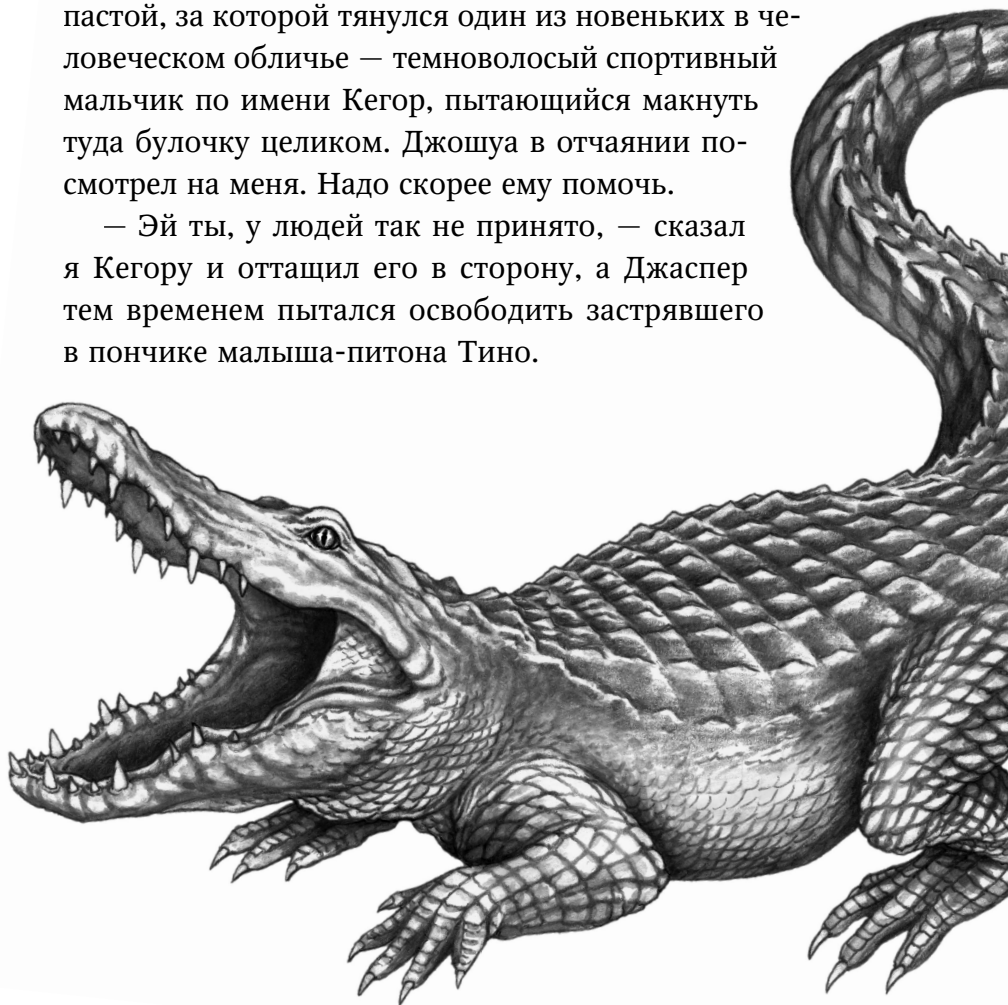 пастой, за которой тянулся один из новеньких в че-
ловеческом обличье — темноволосый спортивный
мальчик по имени Кегор, пытающийся макнуть
туда булочку целиком. Джошуа в отчаянии по-
смотрел на меня. Надо скорее ему помочь.
— Эй ты, у людей так не принято, — сказал
я Кегору и оттащил его в сторону, а Джаспер
тем временем пытался освободить застрявшего
в пончике малыша-питона Тино.